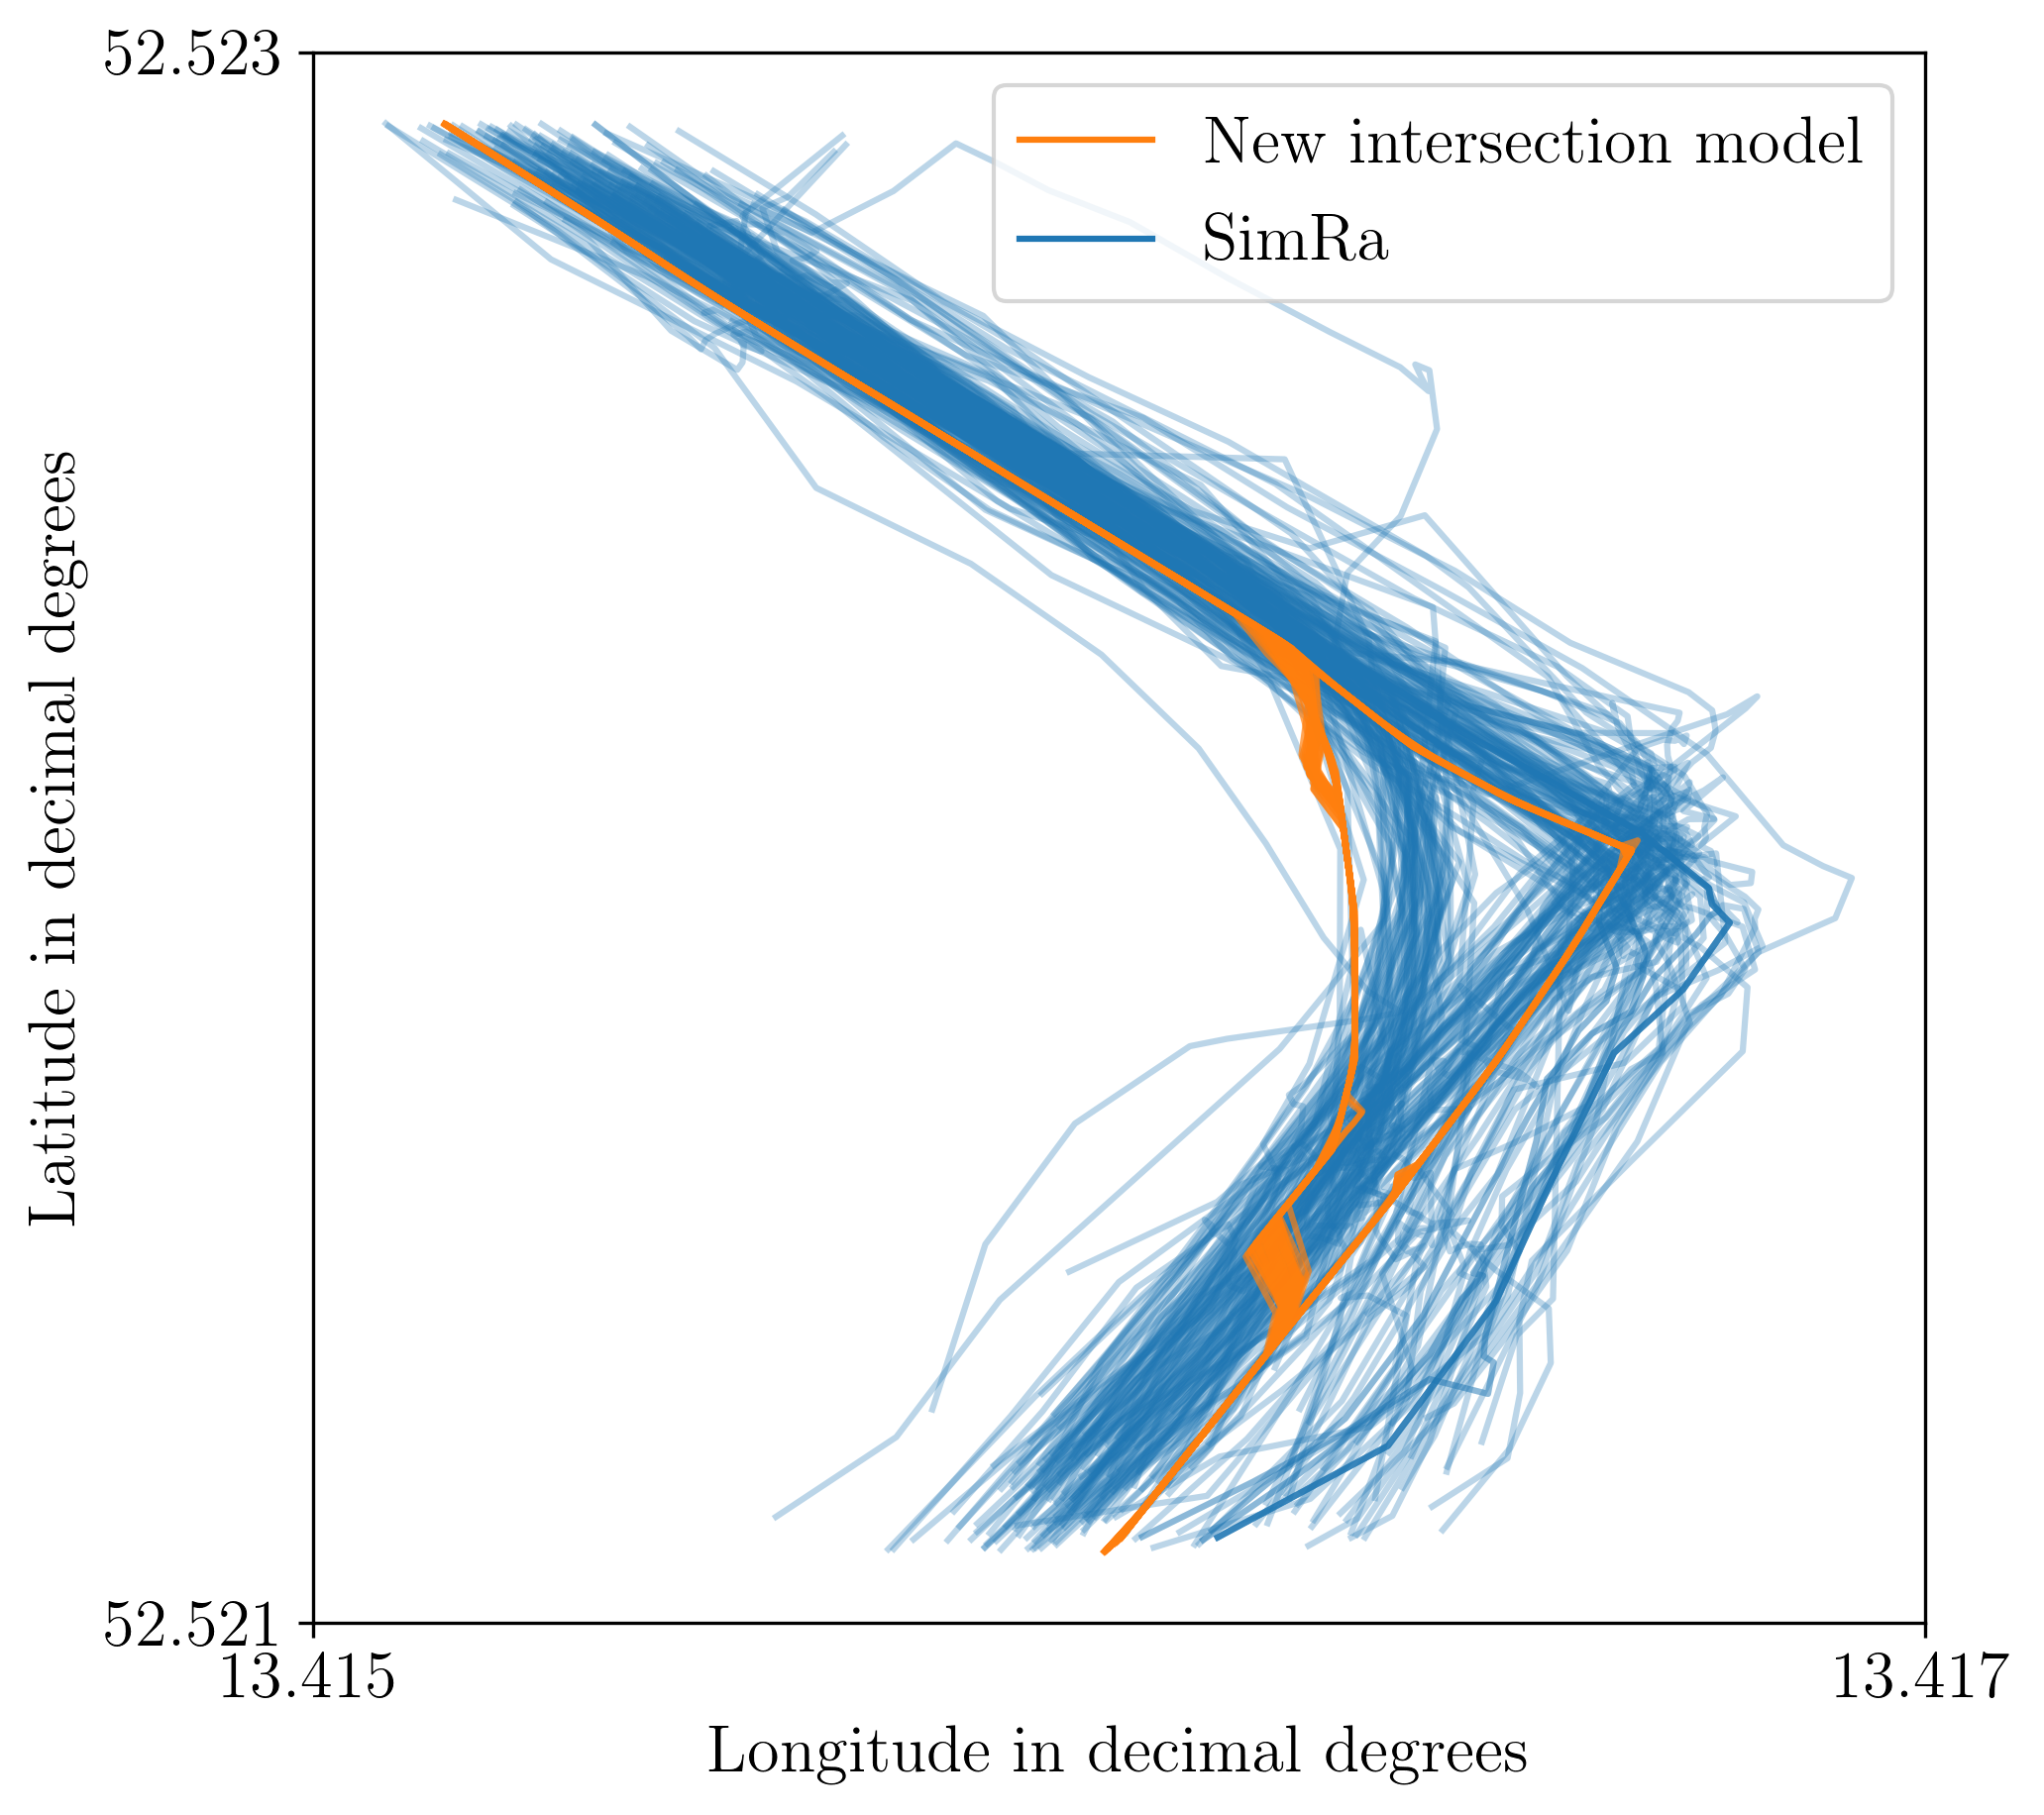 52.523
New intersection model
SimRa
Latitude in decimal degrees
52.521
13.415
13.417
Longitude in decimal degrees